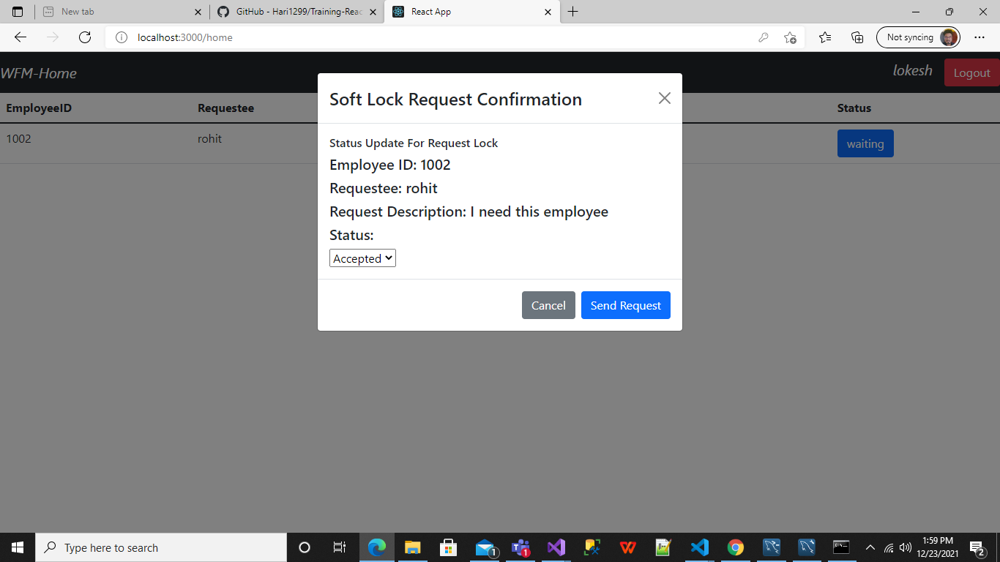 New tab
GitHub - Hari1299/Training-Reac
React App
localhost:3000/home
Not syncing
WFM-Home
lokesh
Logout
EmployeeID
Requestee
Status
1002
rohit
waiting
Soft Lock Request Confirmation
Status Update For Request Lock
Employee ID: 1002
Requestee: rohit
Request Description: I need this employee
Status:
Accepted
Cancel
Send Request
Type here to search
1
1
1:59 PM
12/23/2021
2